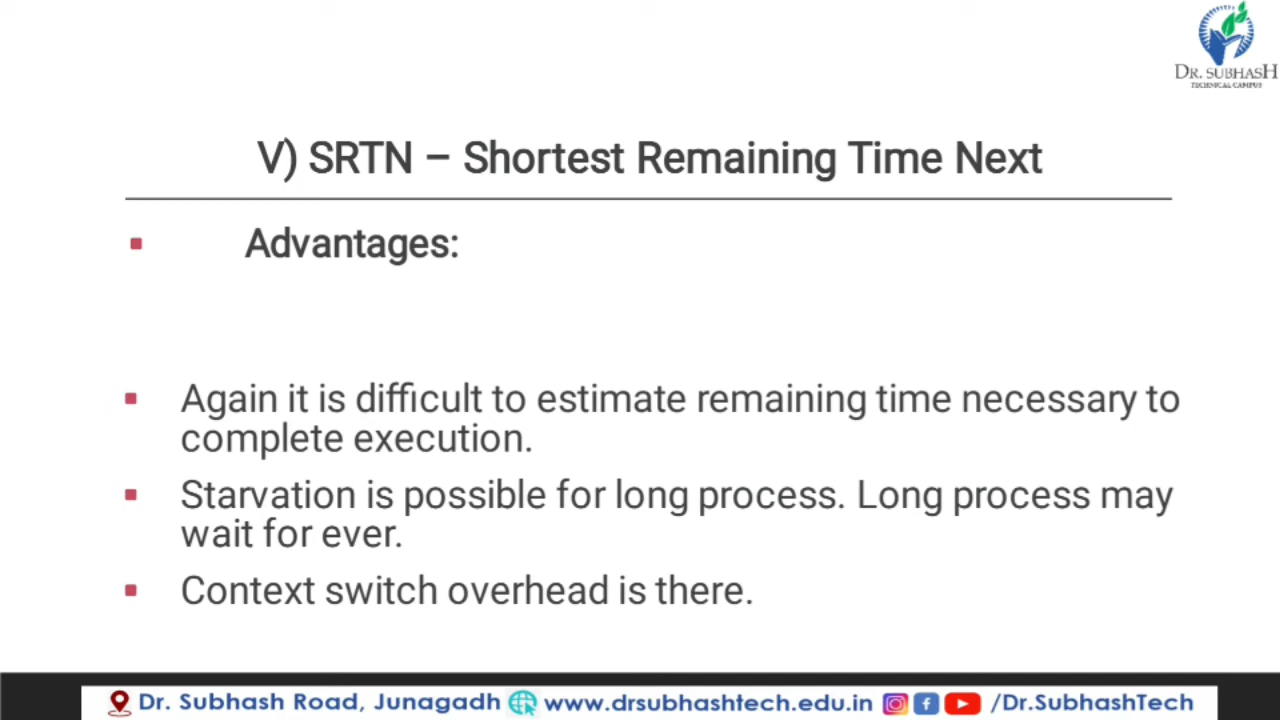 DR. SUBHASH
TECHNICAL CAMPUS
V) SRTN – Shortest Remaining Time Next
Advantages:
Again it is difficult to estimate remaining time necessary to
complete execution.
Starvation is possible for long process. Long process may
wait for ever.
Context switch overhead is there.
Dr. Subhash Road, Junagadh www.drsubhashtech.edu.in /Dr.SubhashTech